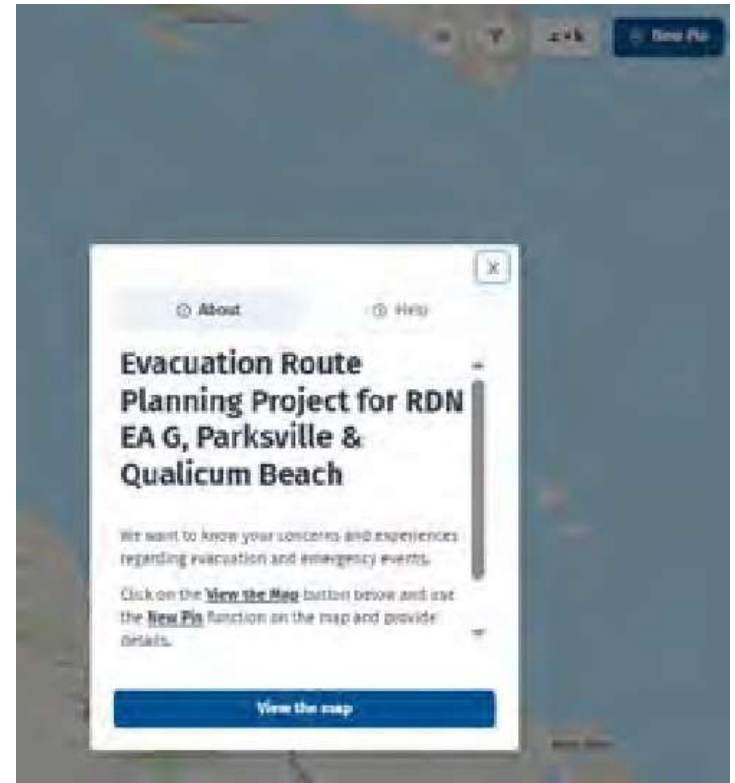 New Pin
About
Help
Evacuation Route
Planning Project for RDN
EA G, Parksville &
Qualicum Beach
We want to know your concerns and experiences
regarding evacuation and emergency events.
Click on the View the Map button below and use
the New Pin function on the map and provide
details.
View the map